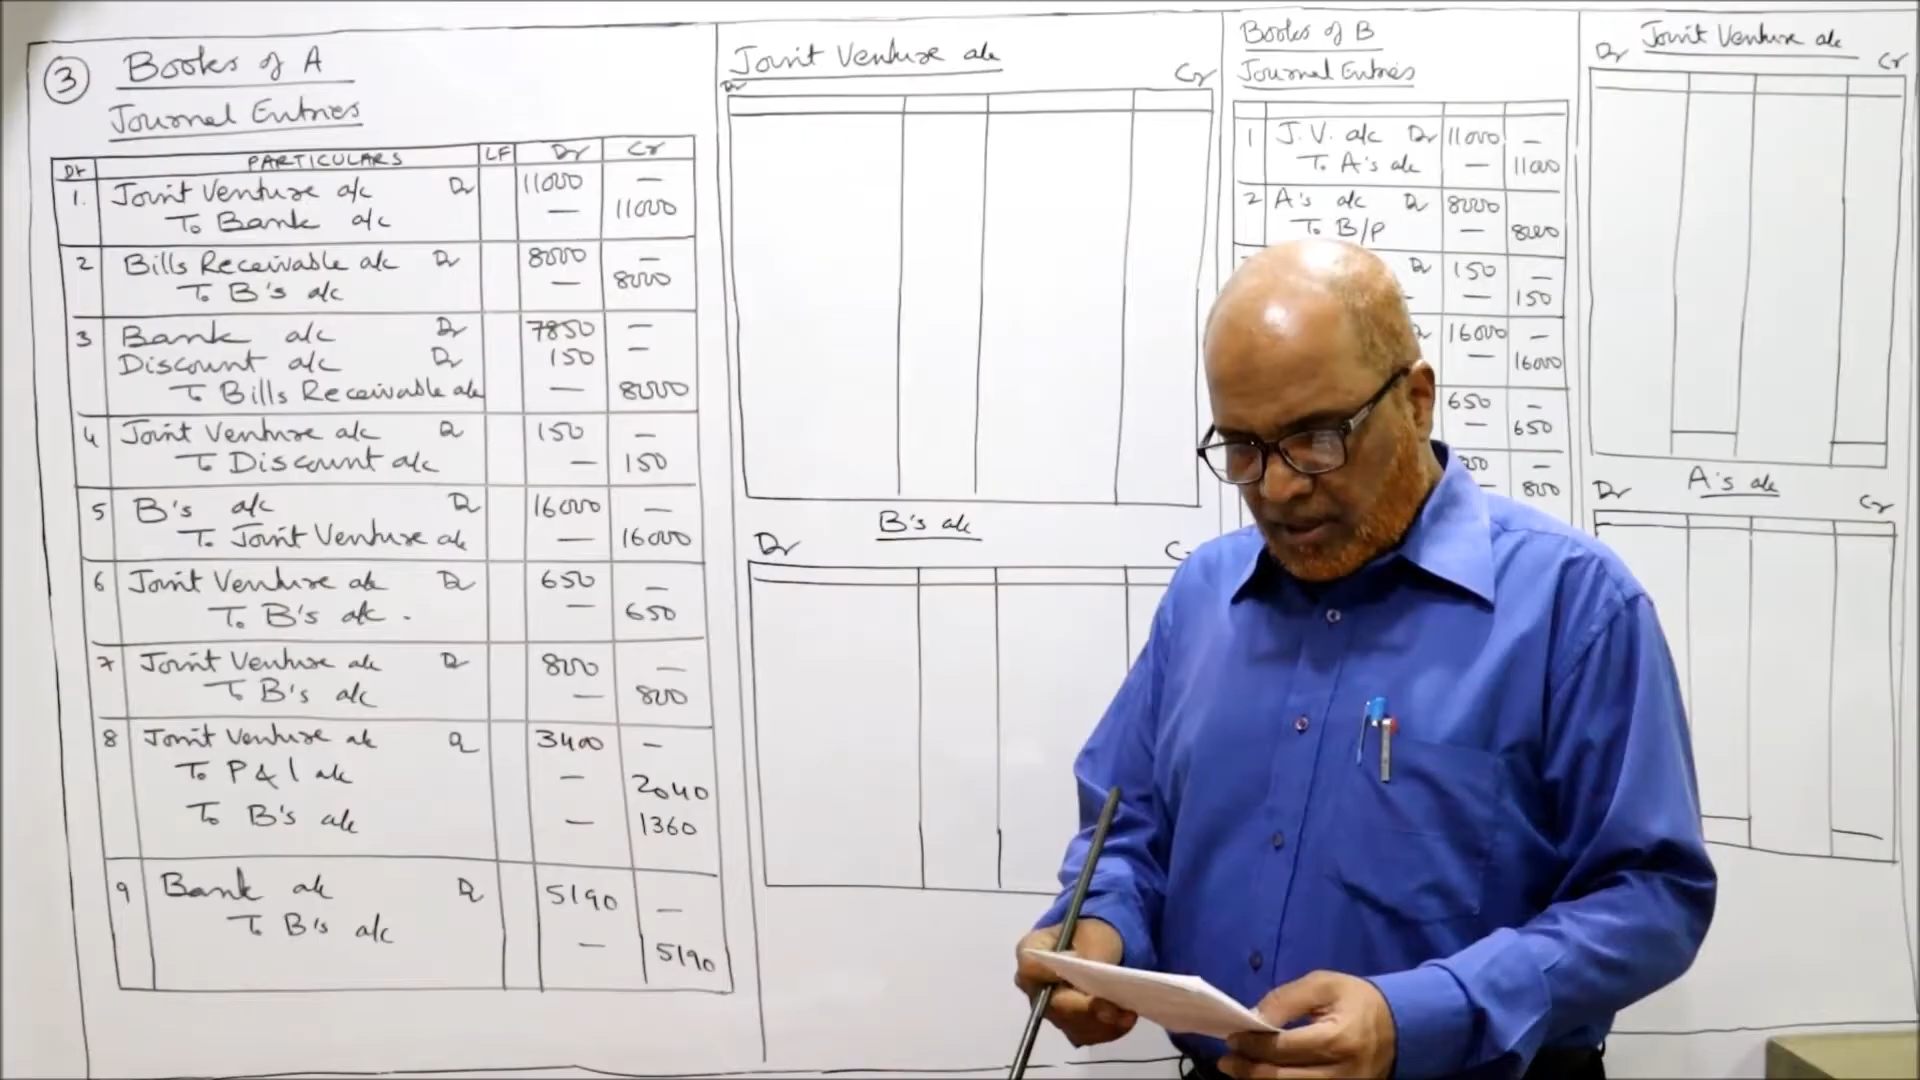 3 Books of A
Journal Entries
Dt PARTICULARS LF Dr Cr
1. Joint Venture a/c Dr 11000 —
To Bank a/c — 11000
2 Bills Receivable a/c Dr 8000 —
To B's a/c — 8000
3 Bank a/c Dr 7850 —
Discount a/c Dr 150 —
To Bills Receivable a/c — 8000
4 Joint Venture a/c Dr 150 —
To Discount a/c — 150
5 B's a/c Dr 16000 —
To Joint Venture a/c — 16000
6 Joint Venture a/c Dr 650 —
To B's a/c . — 650
7 Joint Venture a/c Dr 800 —
To B's a/c — 800
8 Joint Venture a/c Dr 3400 —
To P & L a/c — 2040
To B's a/c — 1360
9 Bank a/c Dr 5190 —
To B's a/c — 5190
Joint Venture a/c
Dr Cr
B's a/c
Dr
Books of B
Journal Entries
1 J.V. a/c Dr 11000 —
To A's a/c — 11000
2 A's a/c Dr 8000
To B/P — 8000
Dr 150 —
— 150
16000 —
— 16000
650 —
— 650
—
800
Joint Venture a/c
Dr Cr
A's a/c
Dr Cr